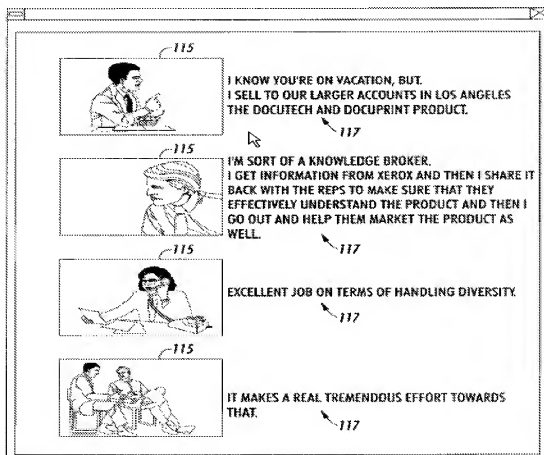 115
I KNOW YOU'RE ON VACATION, BUT.
I SELL TO OUR LARGER ACCOUNTS IN LOS ANGELES
THE DOCUTECH AND DOCUPRINT PRODUCT.
117
115
I'M SORT OF A KNOWLEDGE BROKER.
I GET INFORMATION FROM XEROX AND THEN I SHARE IT
BACK WITH THE REPS TO MAKE SURE THAT THEY
EFFECTIVELY UNDERSTAND THE PRODUCT AND THEN I
GO OUT AND HELP THEM MARKET THE PRODUCT AS
WELL.
117
115
EXCELLENT JOB ON TERMS OF HANDLING DIVERSITY.
117
115
IT MAKES A REAL TREMENDOUS EFFORT TOWARDS
THAT.
117